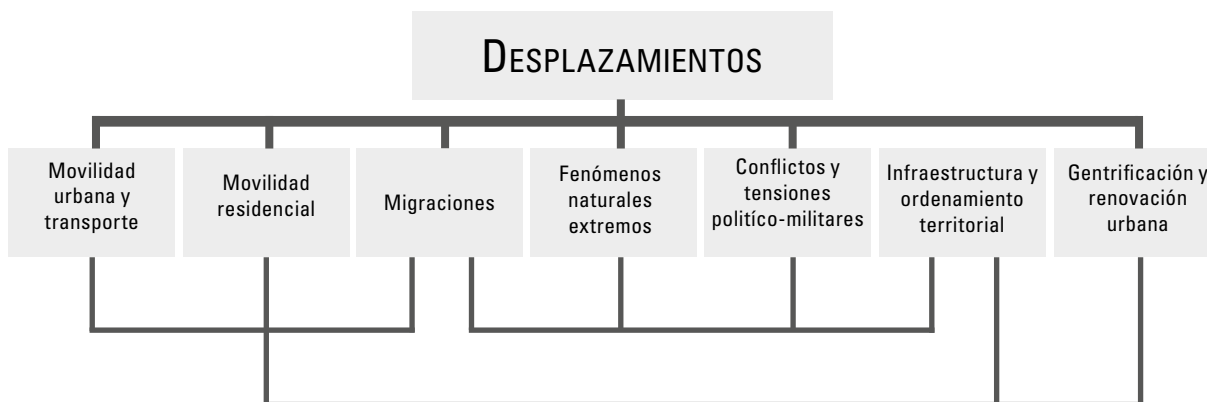 DESPLAZAMIENTOS
Movilidad
urbana y
transporte
Movilidad
residencial
Migraciones
Fenómenos
naturales
extremos
Conflictos y
tensiones
politíco-militares
Infraestructura y
ordenamiento
territorial
Gentrificación y
renovación
urbana